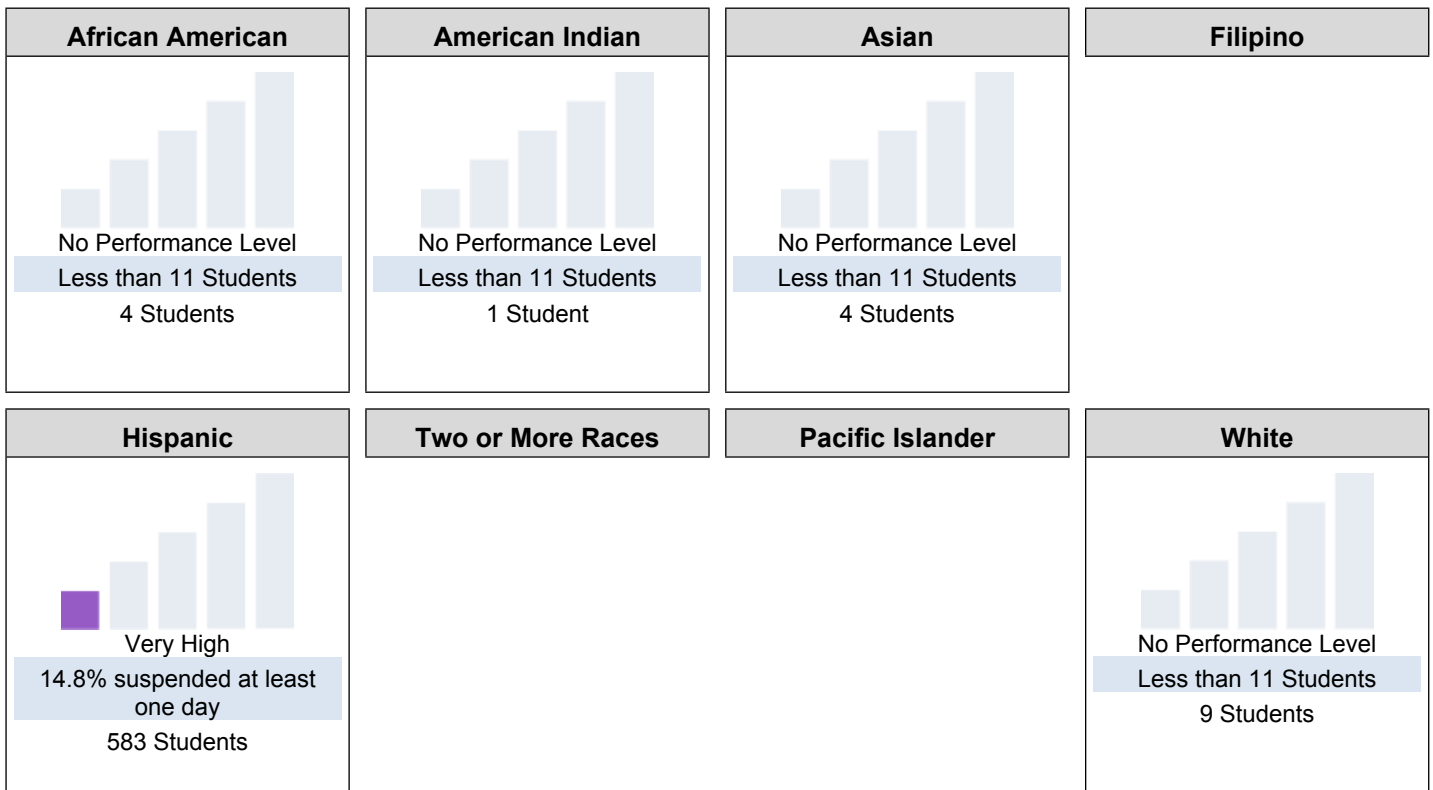 African American
American Indian
Asian
Filipino
No Performance Level
Less than 11 Students
4 Students
No Performance Level
Less than 11 Students
1 Student
No Performance Level
Less than 11 Students
4 Students
Hispanic
Two or More Races
Pacific Islander
White
Very High
14.8% suspended at least
one day
583 Students
No Performance Level
Less than 11 Students
9 Students